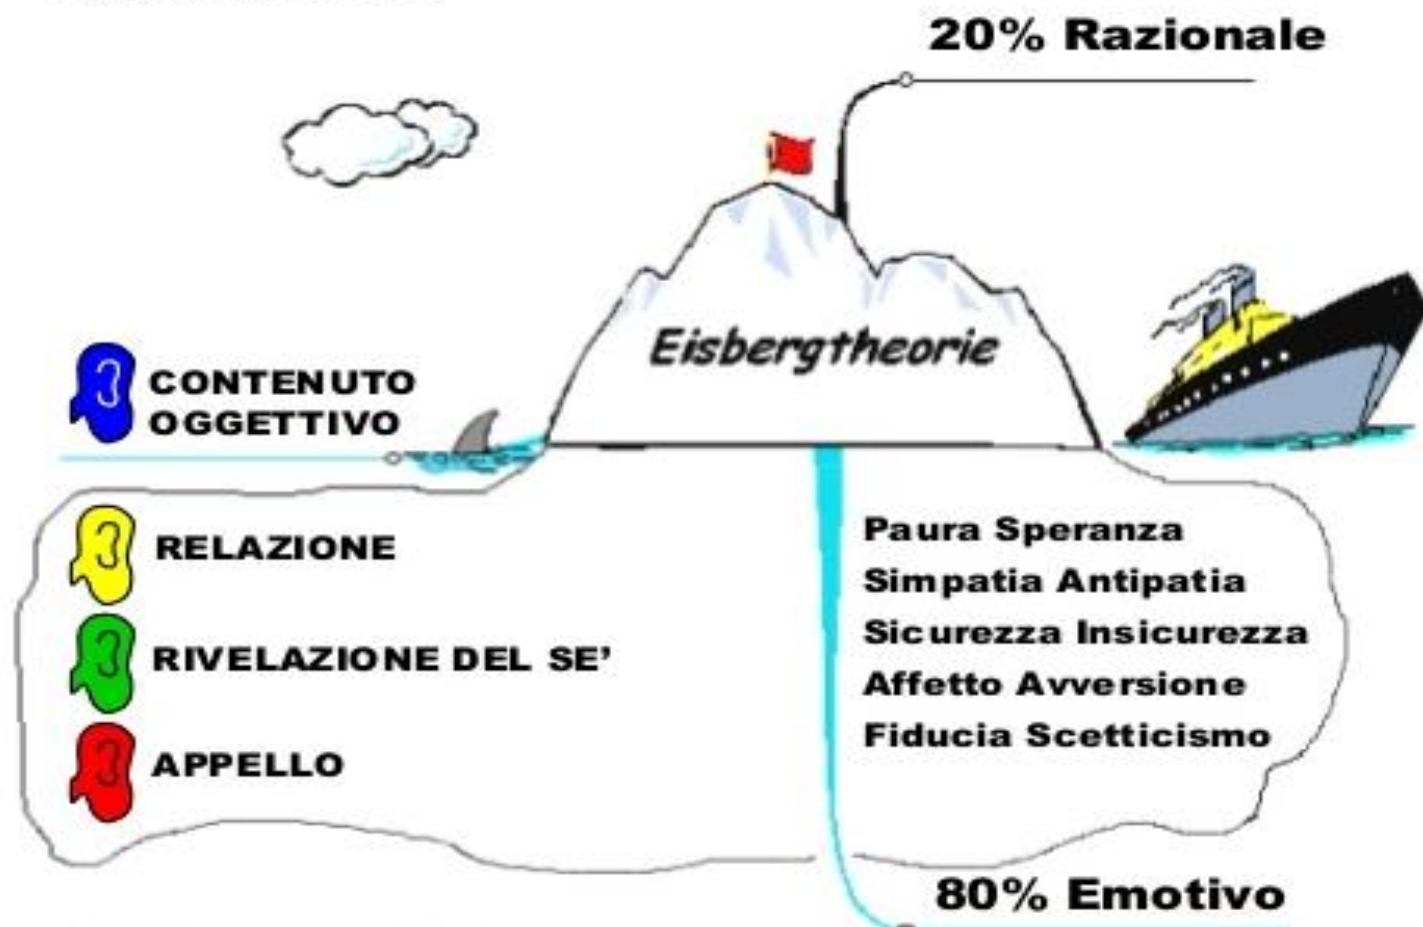 20% Razionale
Eisbergtheorie
CONTENUTO
OGGETTIVO
RELAZIONE
RIVELAZIONE DEL SE’
APPELLO
Paura Speranza
Simpatia Antipatia
Sicurezza Insicurezza
Affetto Avversione
Fiducia Scetticismo
80% Emotivo